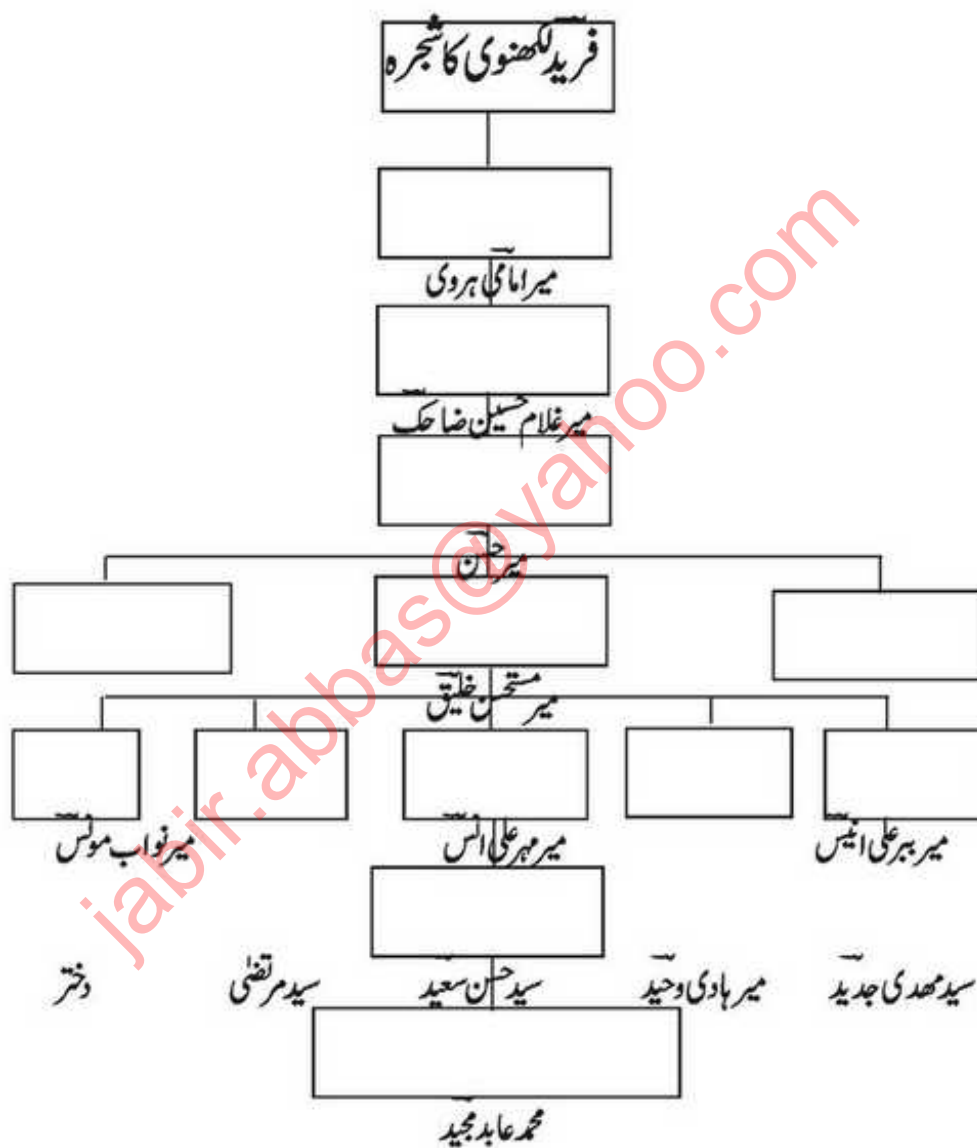 فرید لکھنوی کا شجرہ
میر امامی ہروی
میر غلام حسین ضاحک
میر حسن
میر مستحسن خلیق
میر ببر علی انیس
میر مہر علی انس
میر نواب مونس
سید مھدی جدید
میر ہادی وحید
سید حسن سعید
سید مرتضیٰ
دختر
محمد عابد مجید
jabir.abbas@yahoo.com